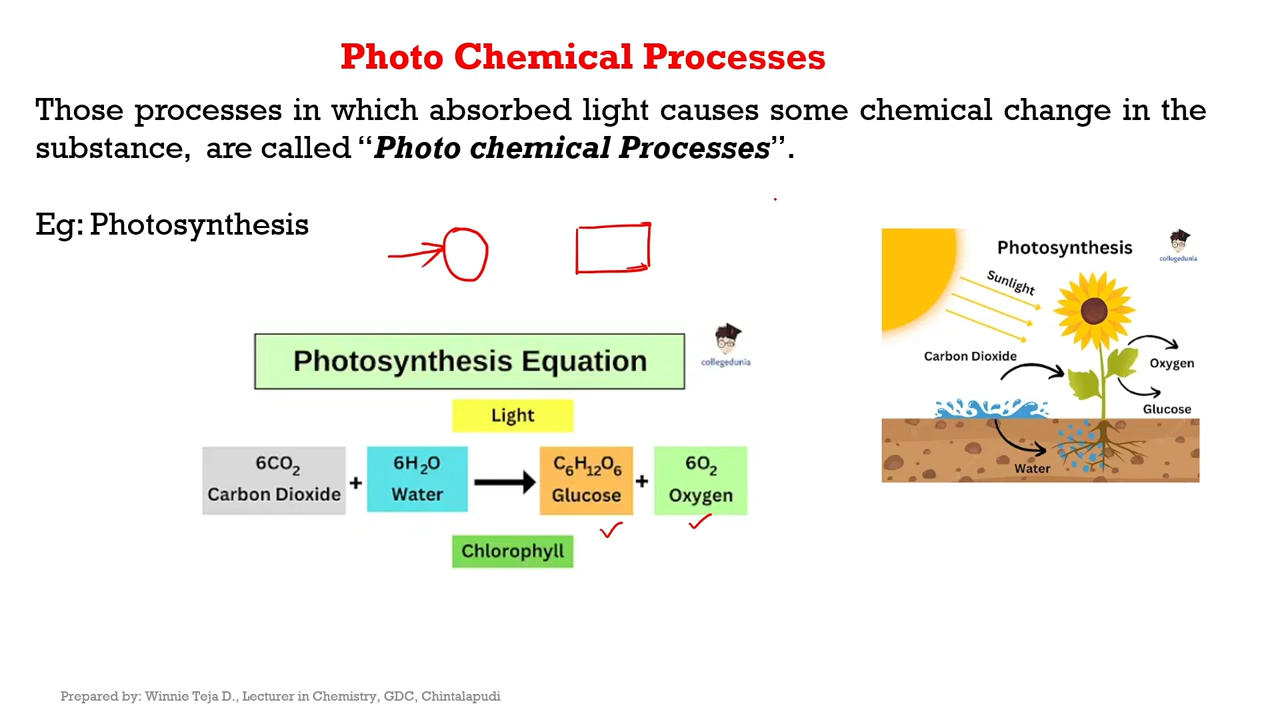 Photo Chemical Processes
Those processes in which absorbed light causes some chemical change in the
substance, are called “Photo chemical Processes”.
Eg: Photosynthesis
Photosynthesis Equation
collegedunia
Light
6CO₂ + 6H₂O C₆H₁₂O₆ + 6O₂
Carbon Dioxide Water Glucose Oxygen
Chlorophyll
Photosynthesis
collegedunia
Sunlight
Carbon Dioxide
Oxygen
Glucose
Water
Prepared by: Winnie Teja D., Lecturer in Chemistry, GDC, Chintalapudi